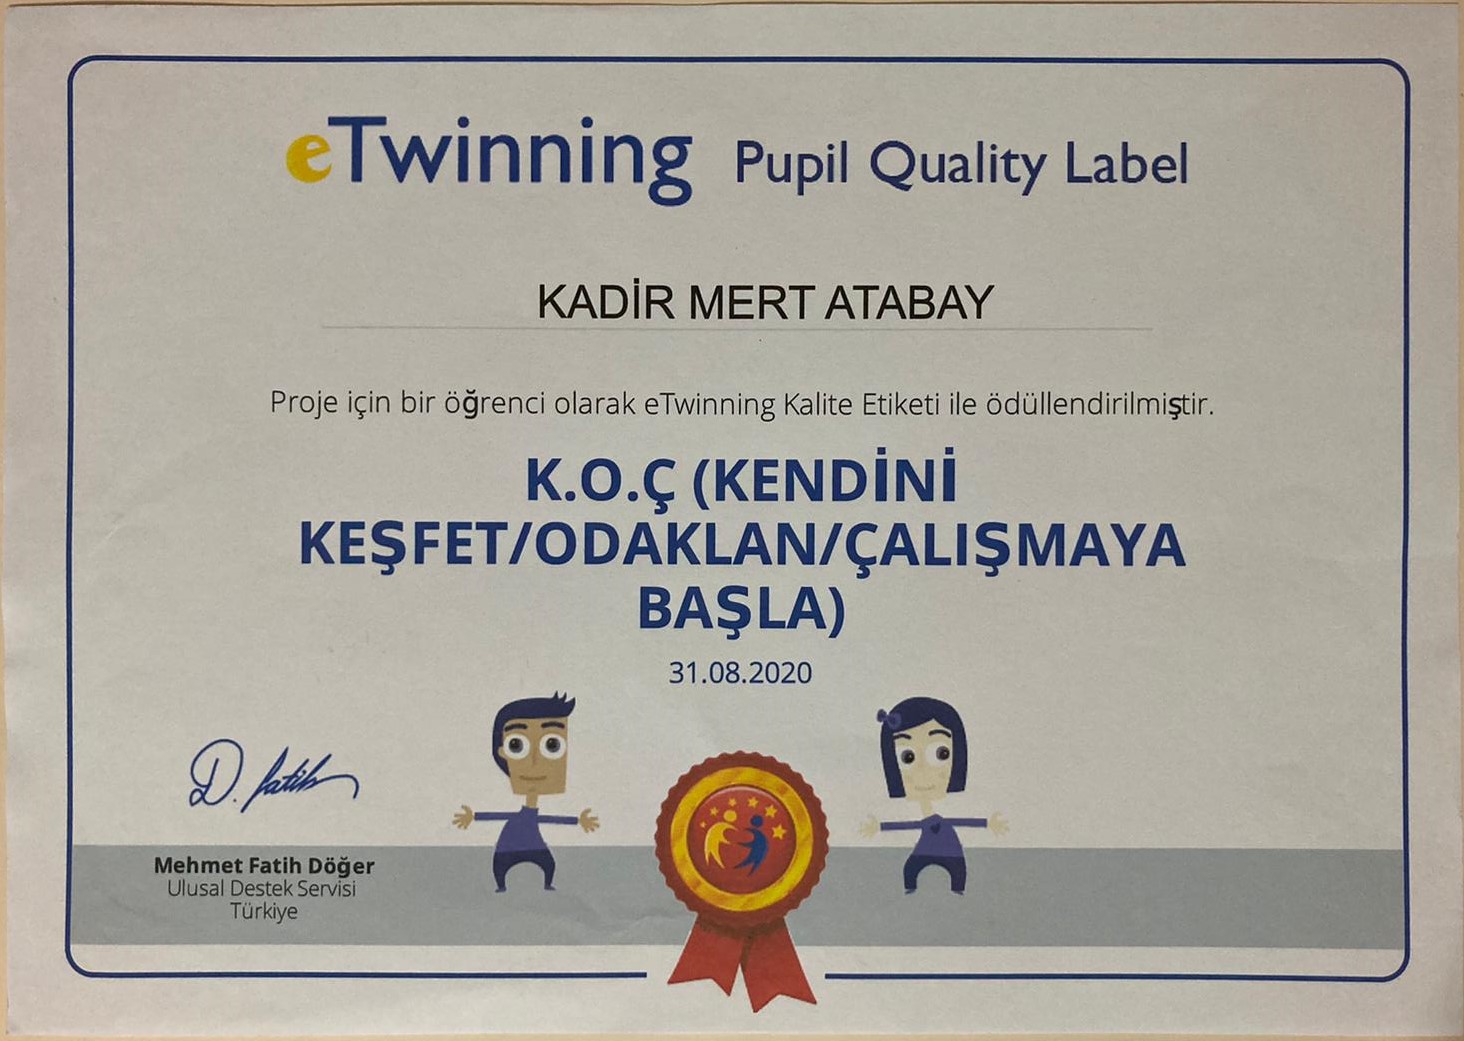 eTwinning Pupil Quality Label
KADİR MERT ATABAY
Proje için bir öğrenci olarak eTwinning Kalite Etiketi ile ödüllendirilmiştir.
K.O.Ç (KENDİNİ
KEŞFET/ODAKLAN/ÇALIŞMAYA
BAŞLA)
31.08.2020
D. fatih
Mehmet Fatih Döğer
Ulusal Destek Servisi
Türkiye